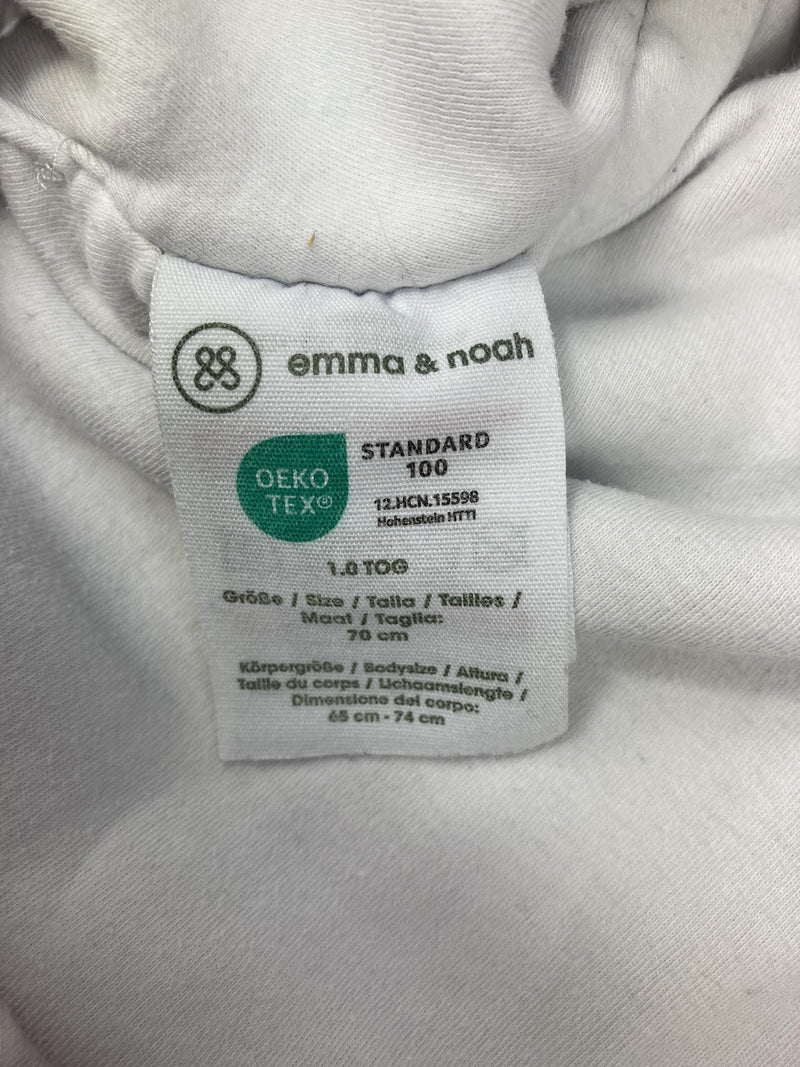 emma & noah
OEKO
TEX®
STANDARD
100
12.HCN.15598
Hohenstein HTTI
1.0 TOG
Größe / Size / Talla / Tailles /
Maat / Taglia:
70 cm
Körpergröße / Bodysize / Altura /
Taille du corps / Lichaamslengte /
Dimensione del corpo:
65 cm - 74 cm